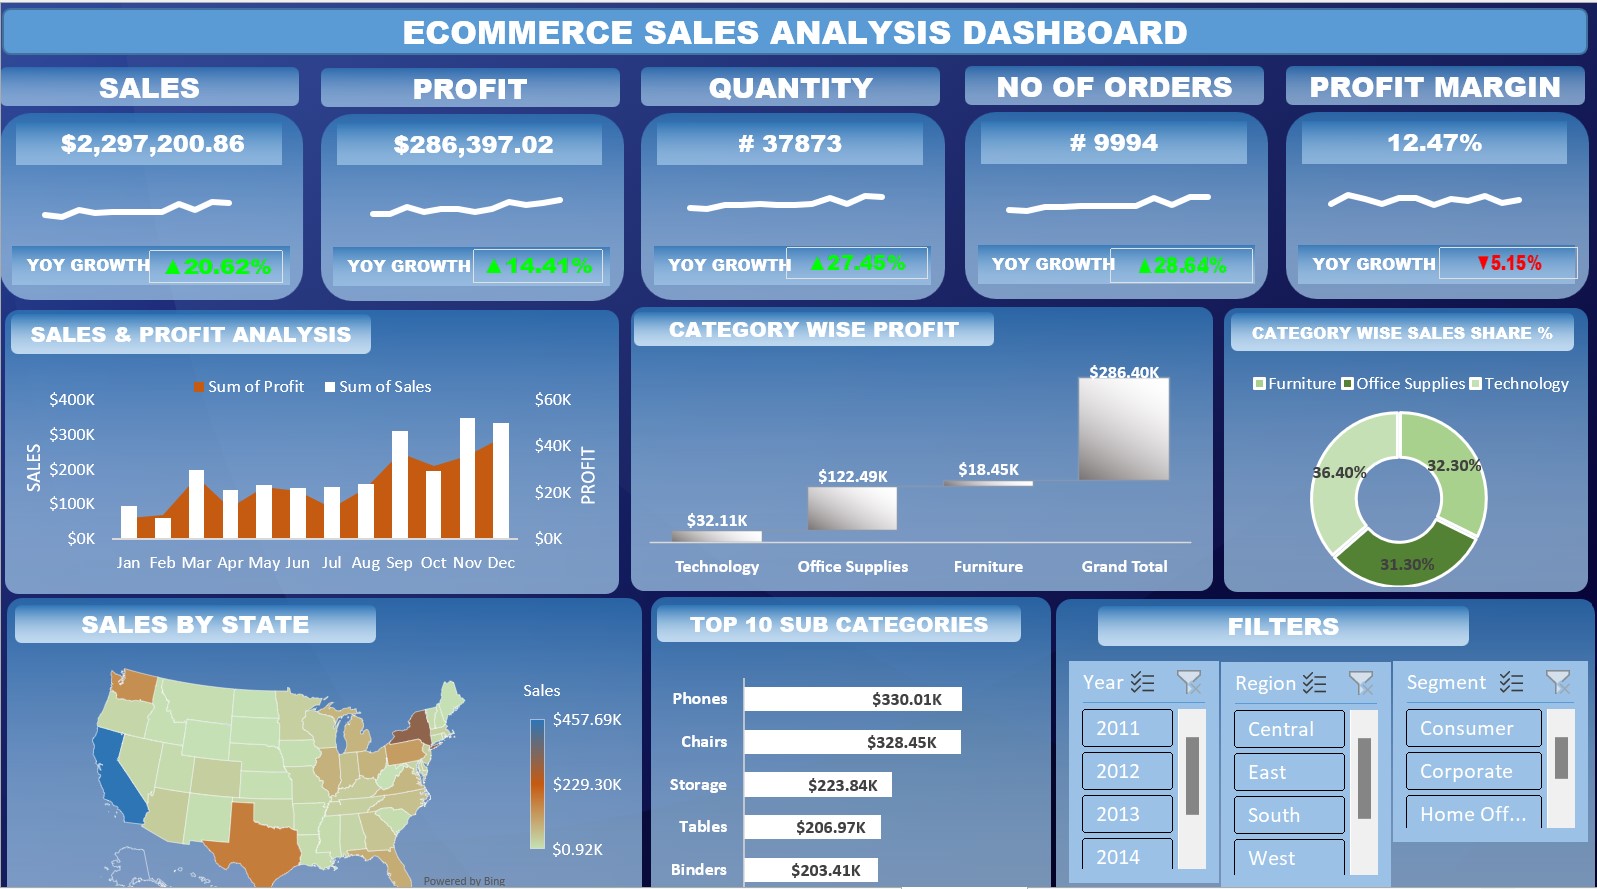 ECOMMERCE SALES ANALYSIS DASHBOARD
SALES
PROFIT
QUANTITY
NO OF ORDERS
PROFIT MARGIN
$2,297,200.86
$286,397.02
# 37873
# 9994
12.47%
YOY GROWTH ▲20.62%
YOY GROWTH ▲14.41%
YOY GROWTH ▲27.45%
YOY GROWTH ▲28.64%
YOY GROWTH ▼5.15%
SALES & PROFIT ANALYSIS
Sum of Profit Sum of Sales
SALES
$400K
$300K
$200K
$100K
$0K
$60K
$40K
$20K
$0K
PROFIT
Jan Feb Mar Apr May Jun Jul Aug Sep Oct Nov Dec
CATEGORY WISE PROFIT
$32.11K
$122.49K
$18.45K
$286.40K
Technology Office Supplies Furniture Grand Total
CATEGORY WISE SALES SHARE %
Furniture Office Supplies Technology
36.40%
32.30%
31.30%
SALES BY STATE
Sales
$457.69K
$229.30K
$0.92K
Powered by Bing
TOP 10 SUB CATEGORIES
Phones $330.01K
Chairs $328.45K
Storage $223.84K
Tables $206.97K
Binders $203.41K
FILTERS
Year
2011
2012
2013
2014
Region
Central
East
South
West
Segment
Consumer
Corporate
Home Off...